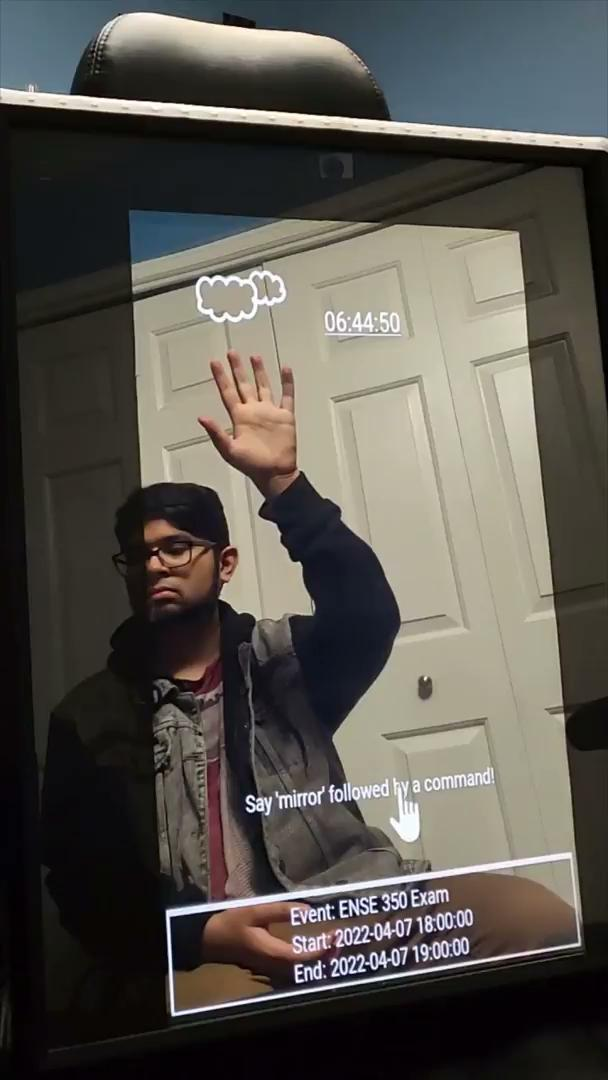 06:44:50
Say 'mirror' followed by a command!
Event: ENSE 350 Exam
Start: 2022-04-07 18:00:00
End: 2022-04-07 19:00:00